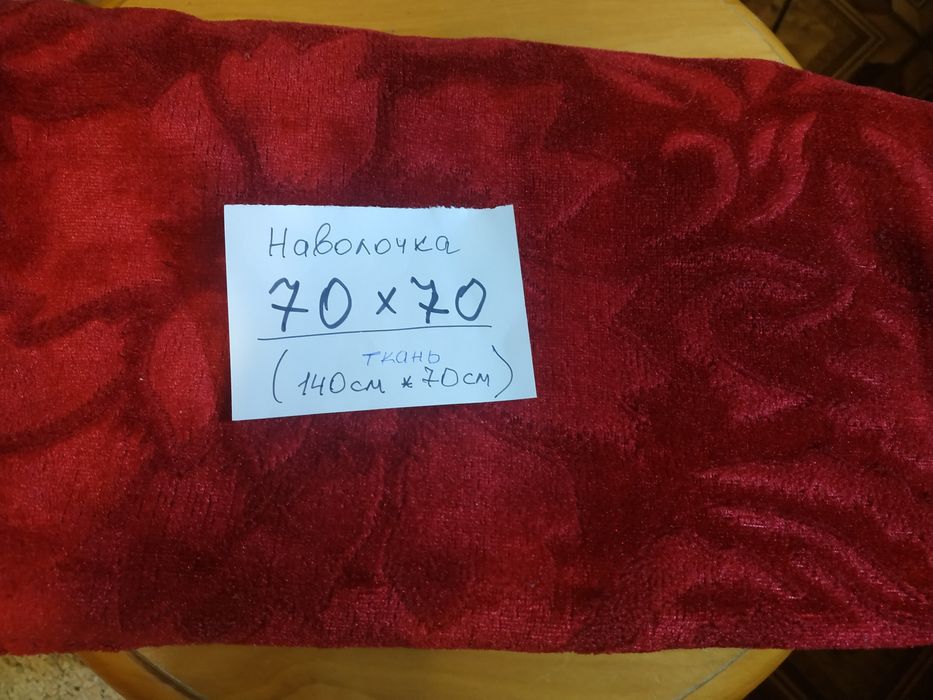 Наволочка
70 x 70
ткань
(140см * 70см)